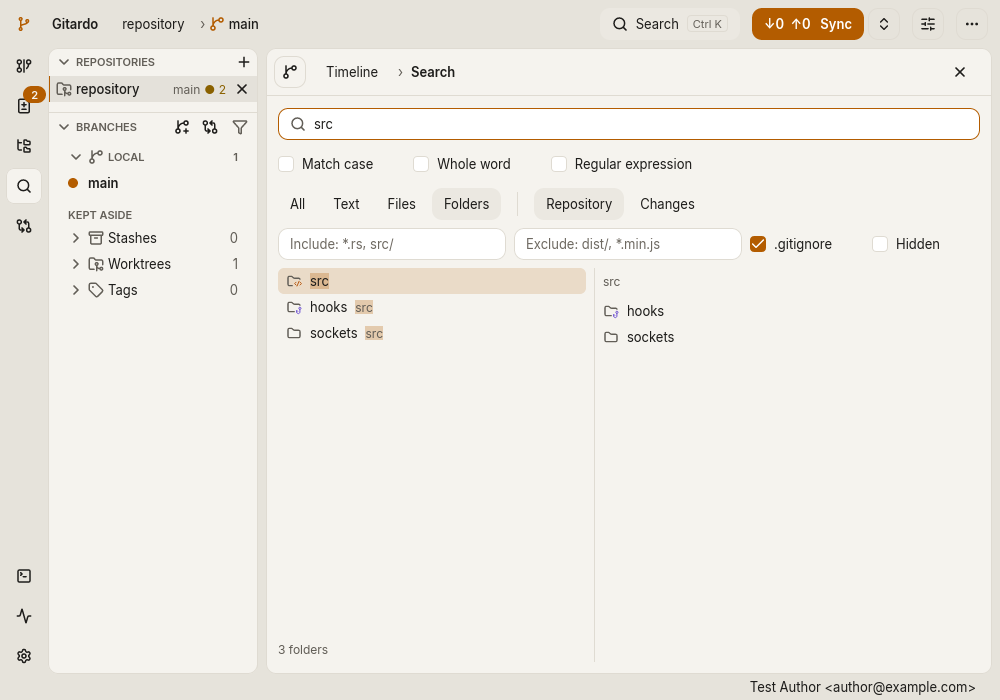 Gitardo repository › main Search Ctrl K ↓0 ↑0 Sync
2
REPOSITORIES
repository main 2
BRANCHES
LOCAL 1
main
KEPT ASIDE
Stashes 0
Worktrees 1
Tags 0
Timeline › Search
src
Match case Whole word Regular expression
All Text Files Folders Repository Changes
Include: *.rs, src/ Exclude: dist/, *.min.js .gitignore Hidden
src
hooks src
sockets src
src
hooks
sockets
3 folders
Test Author <author@example.com>